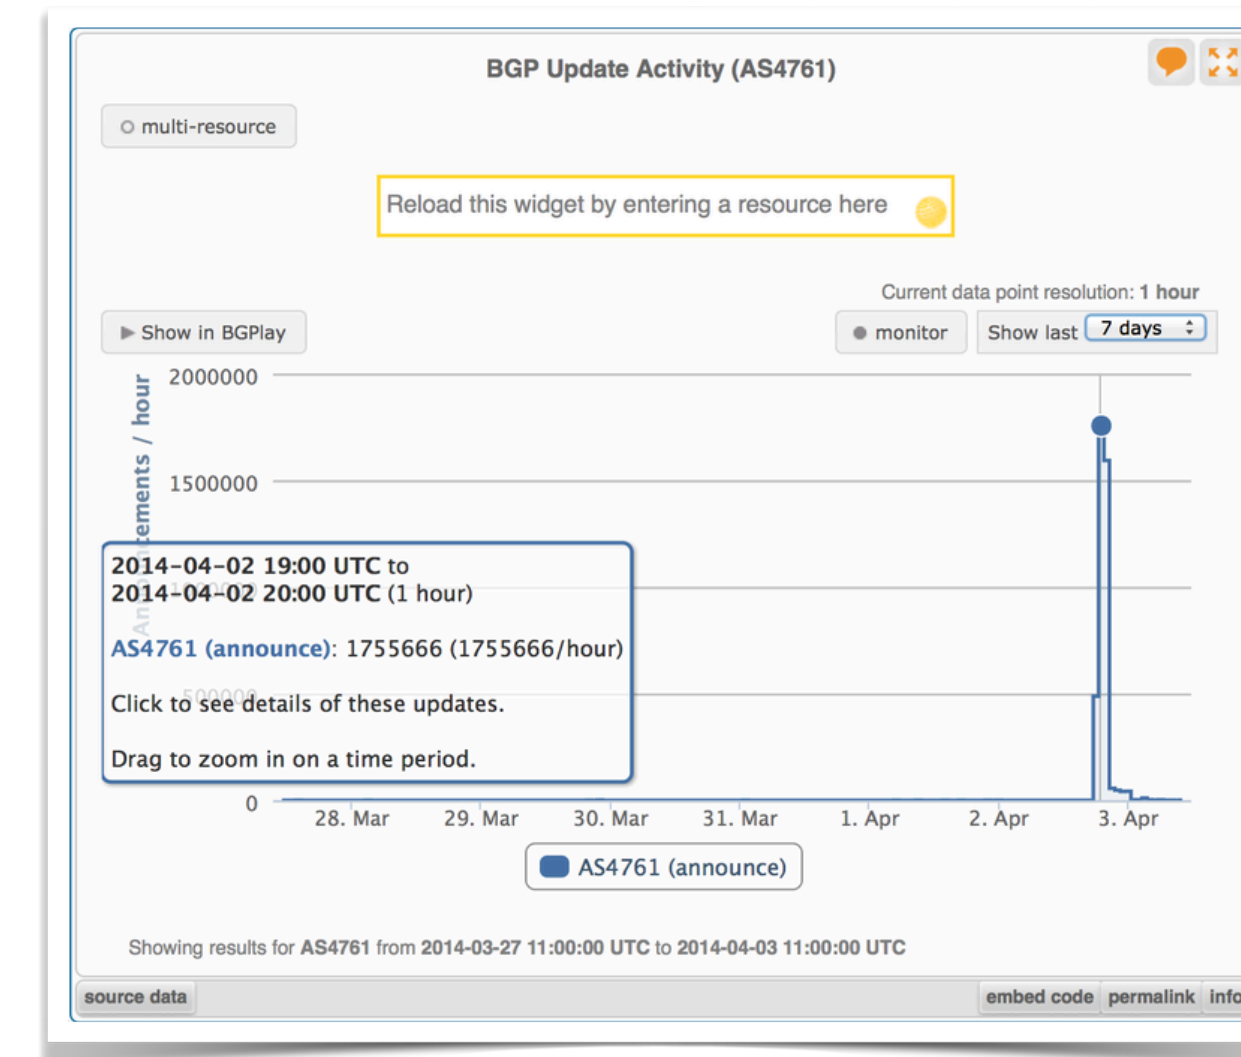 BGP Update Activity (AS4761)
multi-resource
Reload this widget by entering a resource here
Current data point resolution: 1 hour
Show in BGPlay
monitor
Show last 7 days
Announcements / hour
2000000
1500000
1000000
500000
0
2014-04-02 19:00 UTC to
2014-04-02 20:00 UTC (1 hour)
AS4761 (announce): 1755666 (1755666/hour)
Click to see details of these updates.
Drag to zoom in on a time period.
28. Mar 29. Mar 30. Mar 31. Mar 1. Apr 2. Apr 3. Apr
AS4761 (announce)
Showing results for AS4761 from 2014-03-27 11:00:00 UTC to 2014-04-03 11:00:00 UTC
source data embed code permalink info